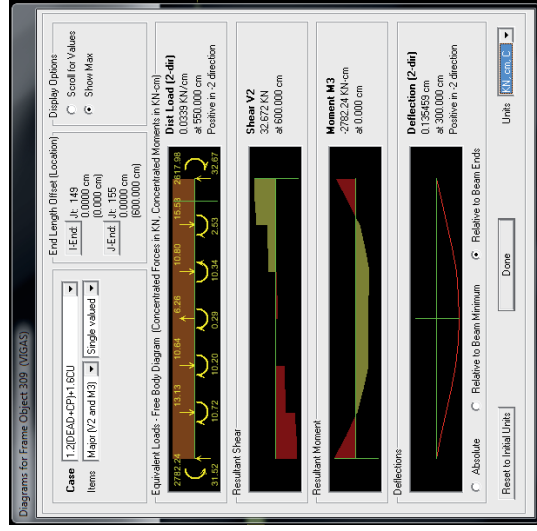 Diagrams for Frame Object 309 (VIGAS)
Case
1.2(DEAD+CP)+1.6CU
Items
Major (V2 and M3)
Single valued
End Length Offset (Location)
I-End:
Jt: 149
0.0000 cm
(0.000 cm)
J-End:
Jt: 155
0.0000 cm
(600.000 cm)
Display Options
Scroll for Values
Show Max
Equivalent Loads - Free Body Diagram (Concentrated Forces in KN, Concentrated Moments in KN-cm)
2782.24 13.13 10.64 6.26 10.80 15.53 2617.98
31.52 10.72 10.20 0.29 10.34 2.53 32.67
Dist Load (2-dir)
0.0339 KN/cm
at 550.000 cm
Positive in -2 direction
Resultant Shear
Shear V2
32.672 KN
at 600.000 cm
Resultant Moment
Moment M3
-2782.24 KN-cm
at 0.000 cm
Deflections
Deflection (2-dir)
0.135459 cm
at 300.000 cm
Positive in -2 direction
Absolute
Relative to Beam Minimum
Relative to Beam Ends
Reset to Initial Units
Done
Units
KN, cm, C